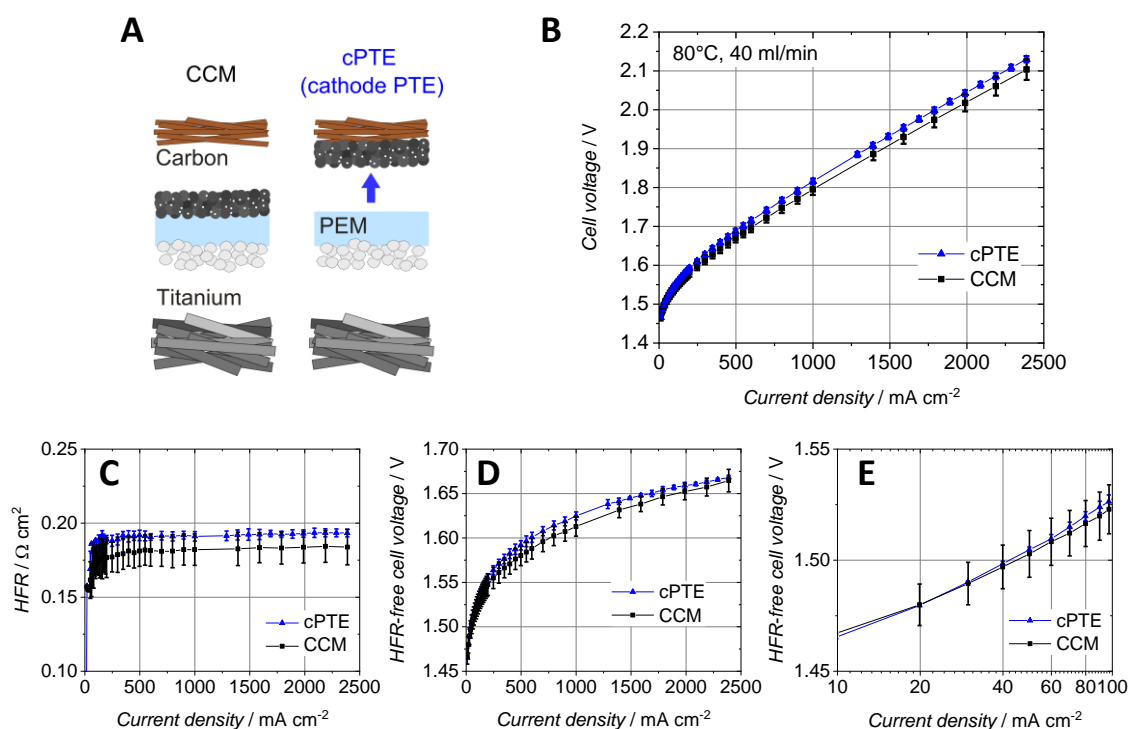 A
CCM
cPTE
(cathode PTE)
Carbon
PEM
Titanium
B
80°C, 40 ml/min
2.2
2.1
2.0
1.9
1.8
1.7
1.6
1.5
1.4
Cell voltage / V
cPTE
CCM
0 500 1000 1500 2000 2500
Current density / mA cm⁻²
C
0.25
0.20
0.15
0.10
HFR / Ω cm²
cPTE
CCM
0 500 1000 1500 2000 2500
Current density / mA cm⁻²
D
1.70
1.65
1.60
1.55
1.50
1.45
HFR-free cell voltage / V
cPTE
CCM
0 500 1000 1500 2000 2500
Current density / mA cm⁻²
E
1.55
1.50
1.45
HFR-free cell voltage / V
cPTE
CCM
10 20 40 60 80 100
Current density / mA cm⁻²